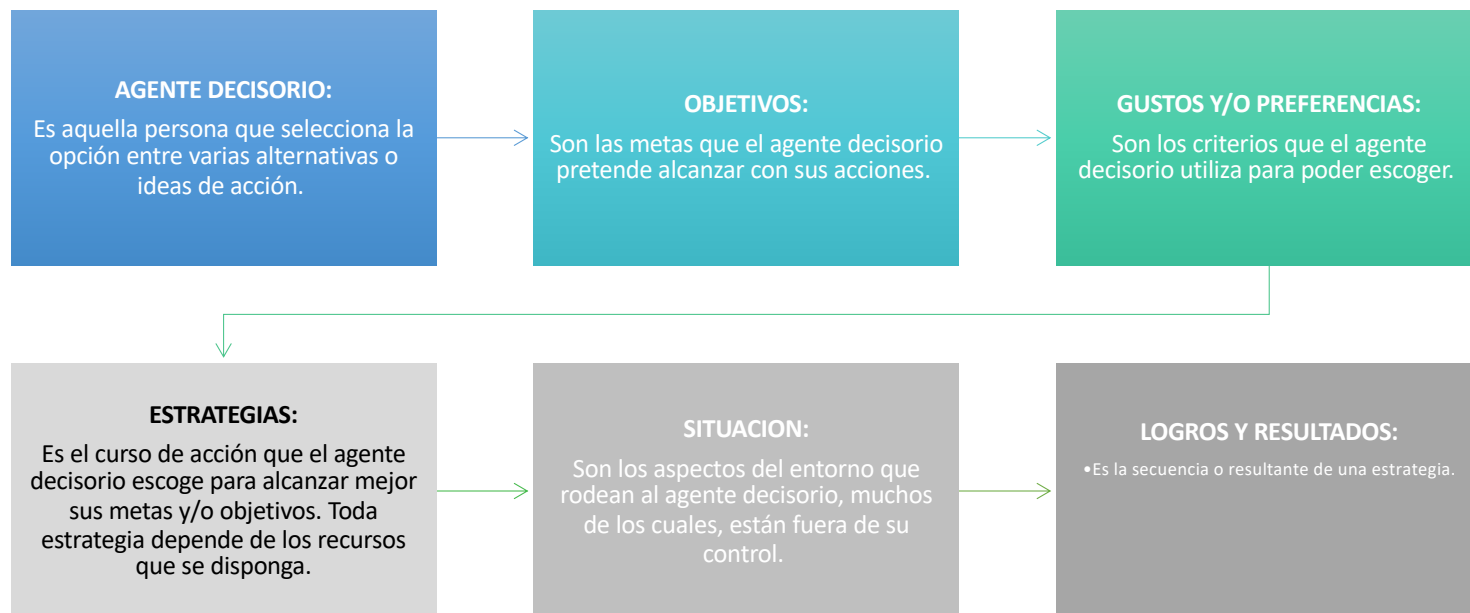 AGENTE DECISORIO:
Es aquella persona que selecciona la
opción entre varias alternativas o
ideas de acción.
OBJETIVOS:
Son las metas que el agente decisorio
pretende alcanzar con sus acciones.
GUSTOS Y/O PREFERENCIAS:
Son los criterios que el agente
decisorio utiliza para poder escoger.
ESTRATEGIAS:
Es el curso de acción que el agente
decisorio escoge para alcanzar mejor
sus metas y/o objetivos. Toda
estrategia depende de los recursos
que se disponga.
SITUACION:
Son los aspectos del entorno que
rodean al agente decisorio, muchos
de los cuales, están fuera de su
control.
LOGROS Y RESULTADOS:
•Es la secuencia o resultante de una estrategia.